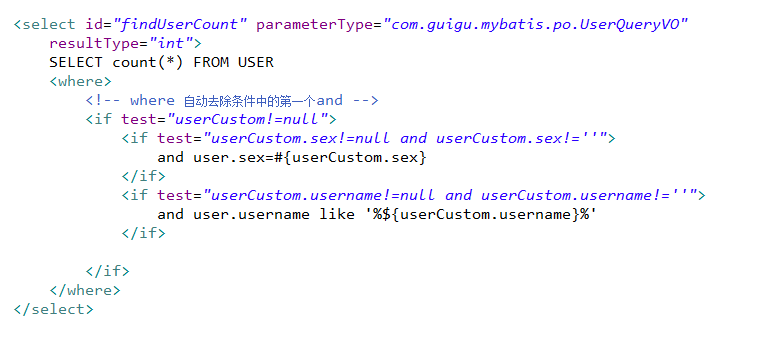 <select id="findUserCount" parameterType="com.guigu.mybatis.po.UserQueryVO"
    resultType="int">
    SELECT count(*) FROM USER
    <where>
        <!-- where 自动去除条件中的第一个and -->
        <if test="userCustom!=null">
            <if test="userCustom.sex!=null and userCustom.sex!=''">
                and user.sex=#{userCustom.sex}
            </if>
            <if test="userCustom.username!=null and userCustom.username!=''">
                and user.username like '%${userCustom.username}%'
            </if>
        </if>
    </where>
</select>